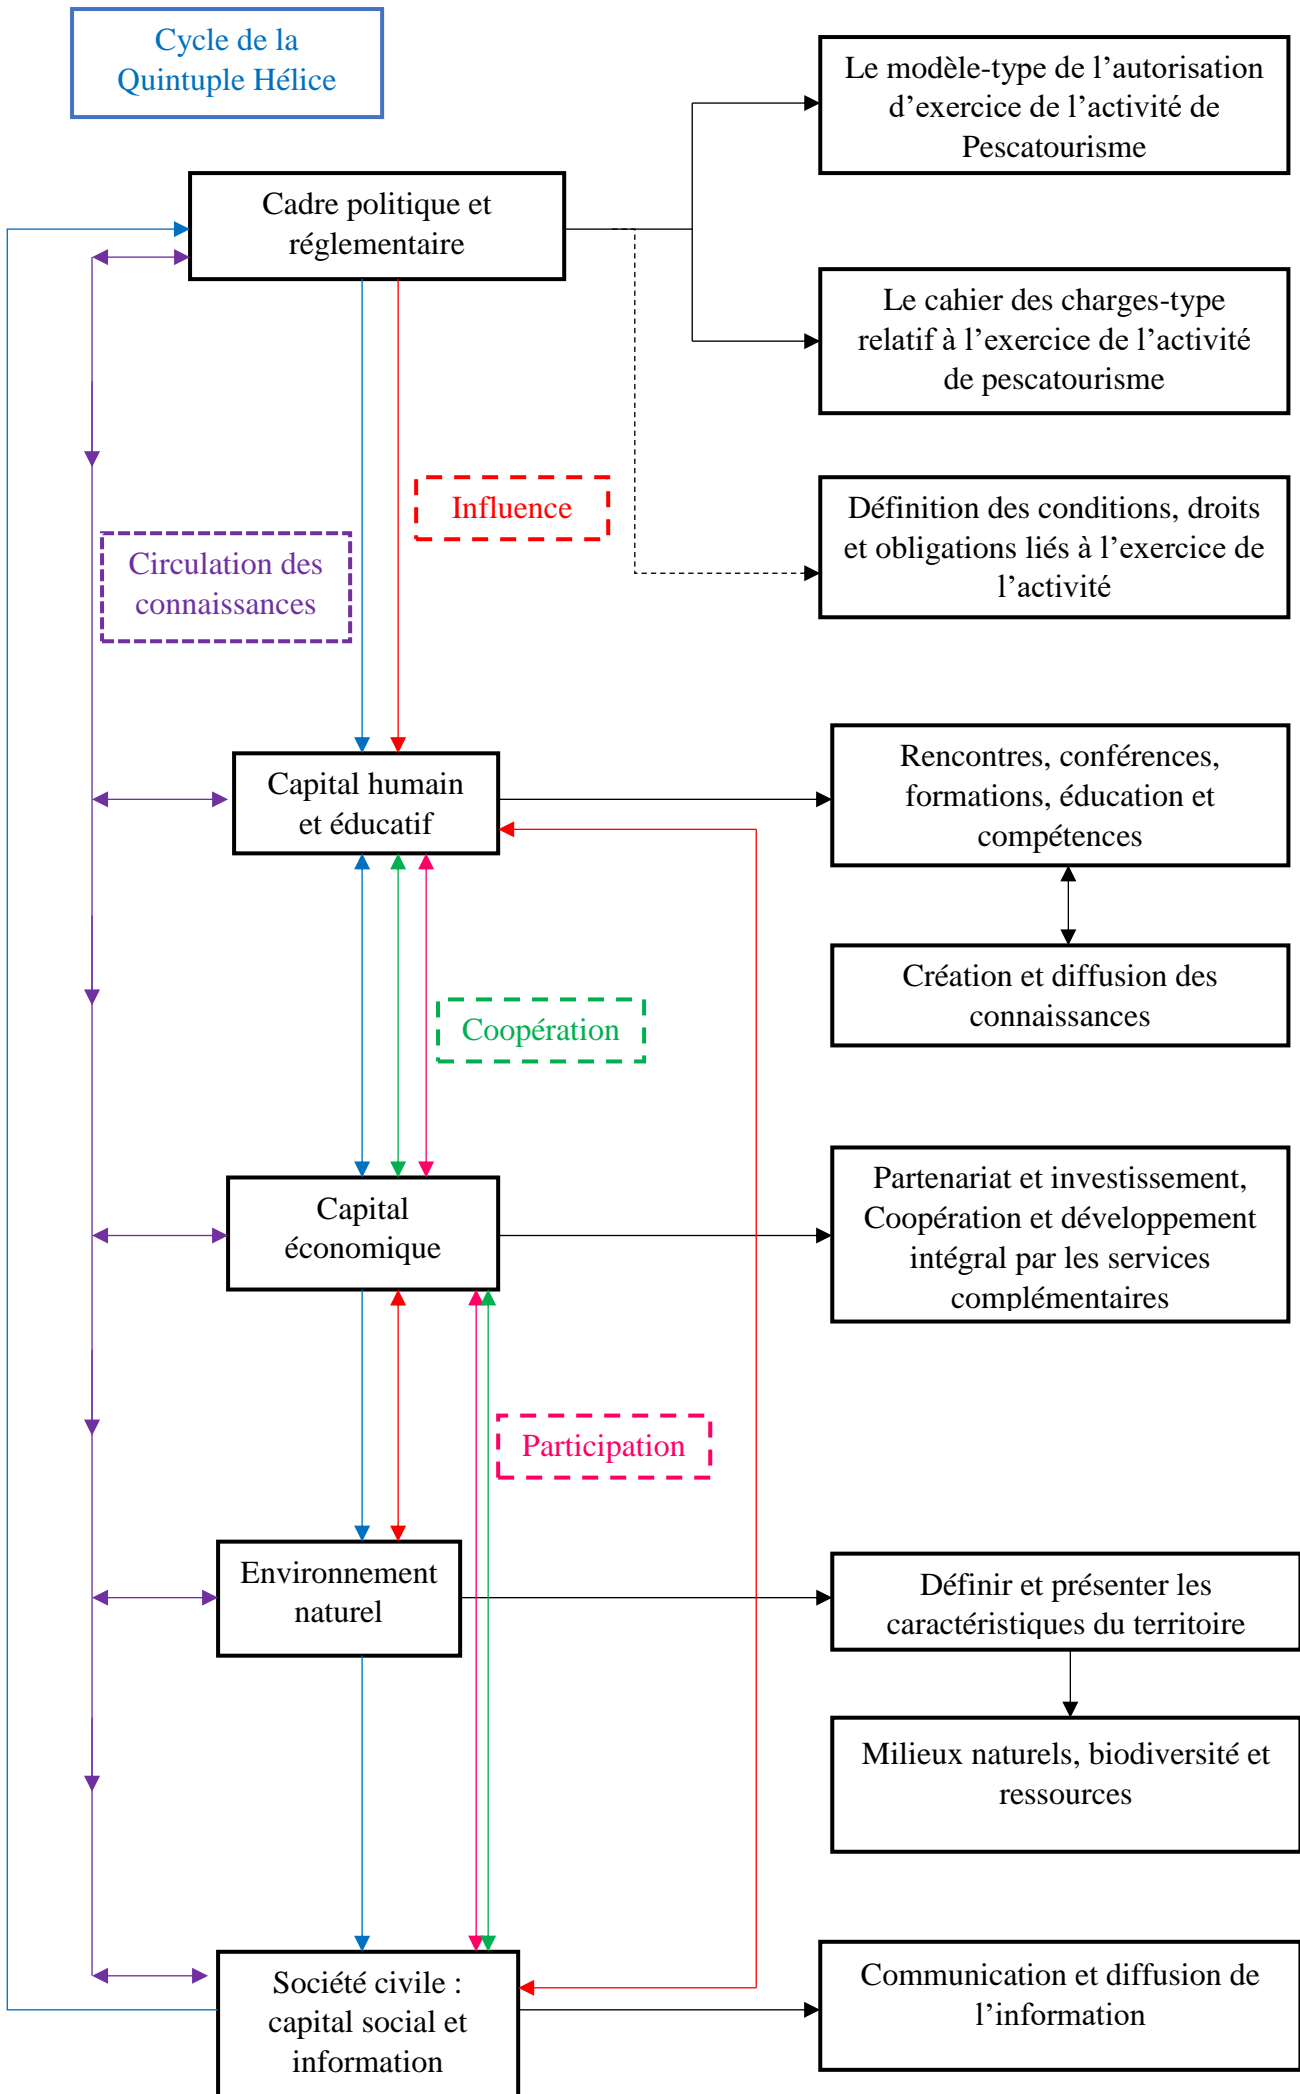 Cycle de la
Quintuple Hélice
Le modèle-type de l’autorisation
d’exercice de l’activité de
Pescatourisme
Cadre politique et
réglementaire
Le cahier des charges-type
relatif à l’exercice de l’activité
de pescatourisme
Influence
Définition des conditions, droits
et obligations liés à l’exercice de
l’activité
Circulation des
connaissances
Capital humain
et éducatif
Rencontres, conférences,
formations, éducation et
compétences
Création et diffusion des
connaissances
Coopération
Capital
économique
Partenariat et investissement,
Coopération et développement
intégral par les services
complémentaires
Participation
Environnement
naturel
Définir et présenter les
caractéristiques du territoire
Milieux naturels, biodiversité et
ressources
Société civile :
capital social et
information
Communication et diffusion de
l’information